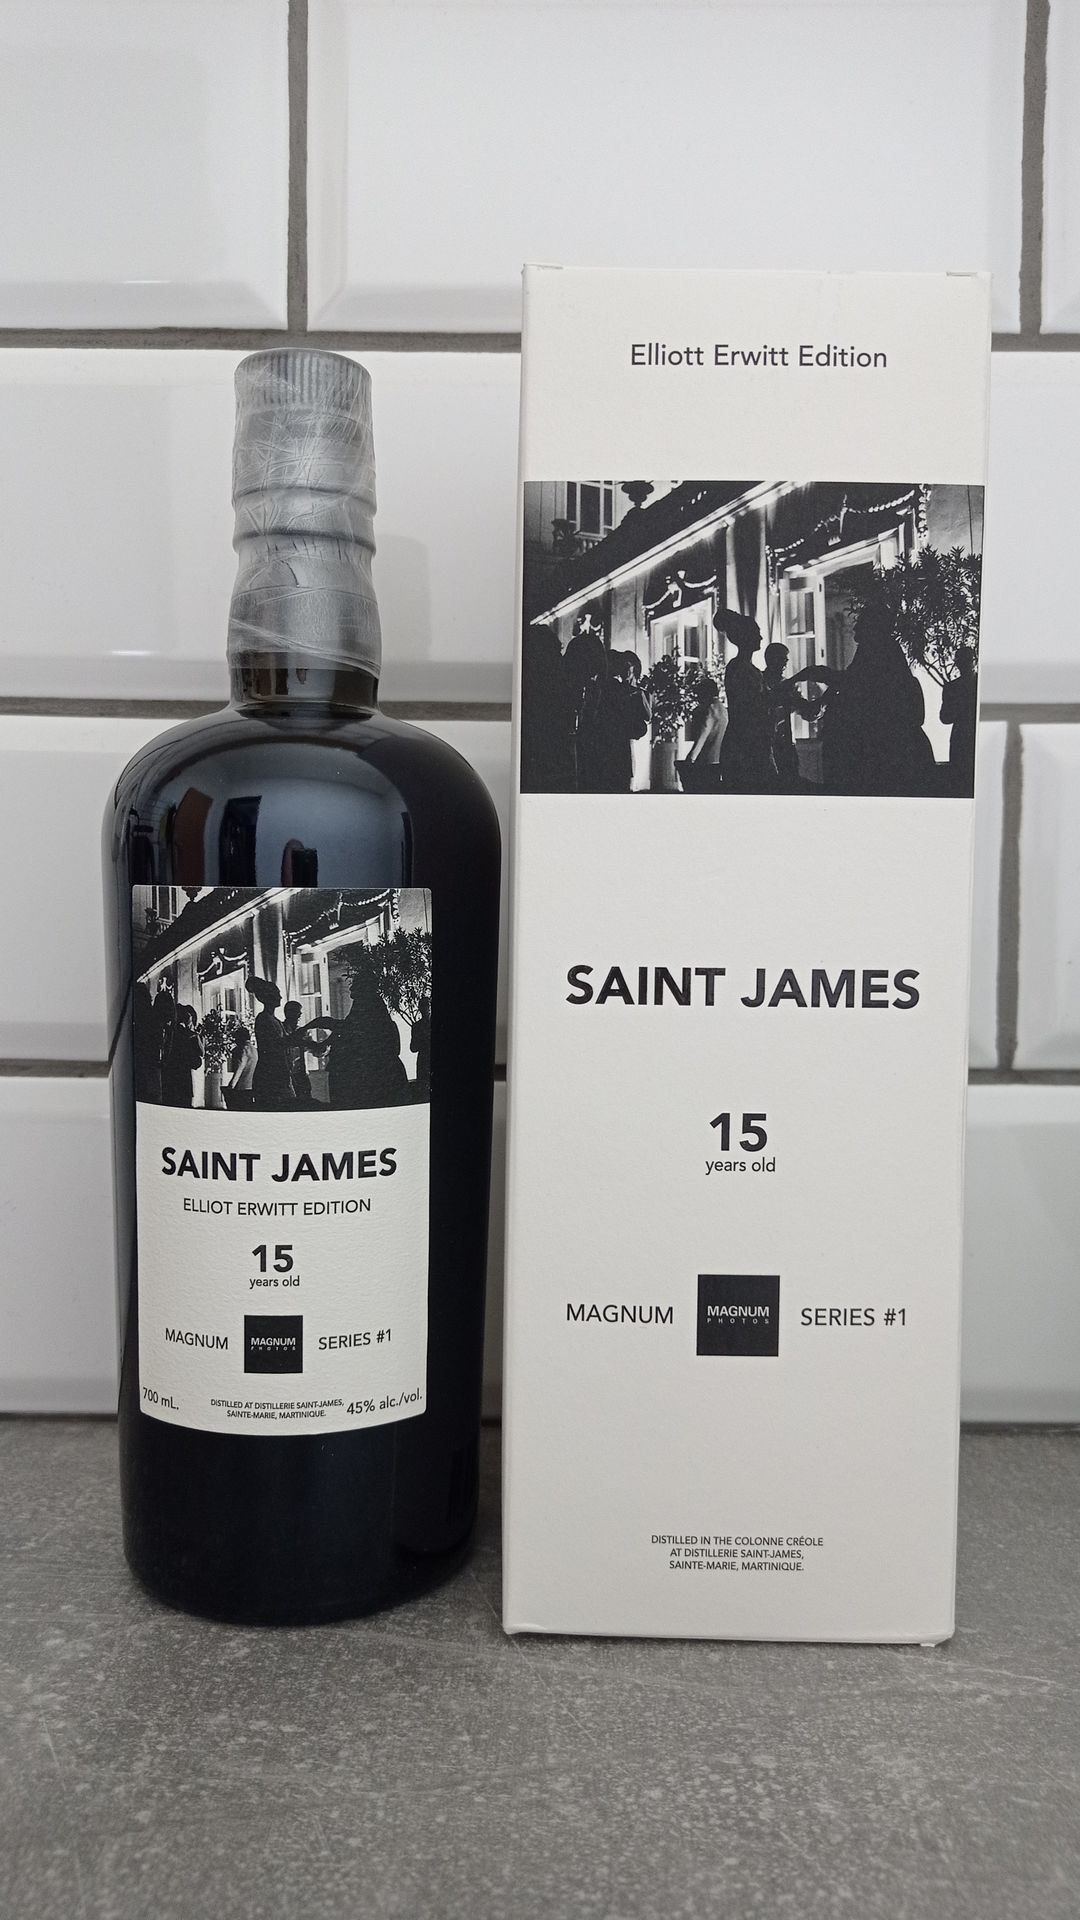 Elliott Erwitt Edition
SAINT JAMES
15
years old
MAGNUM
MAGNUM
PHOTOS
SERIES #1
DISTILLED IN THE COLONNE CRÉOLE
AT DISTILLERIE SAINT-JAMES,
SAINTE-MARIE, MARTINIQUE.
SAINT JAMES
ELLIOT ERWITT EDITION
15
years old
MAGNUM
MAGNUM
PHOTOS
SERIES #1
700 mL.
DISTILLED AT DISTILLERIE SAINT-JAMES,
SAINTE-MARIE, MARTINIQUE.
45% alc./vol.